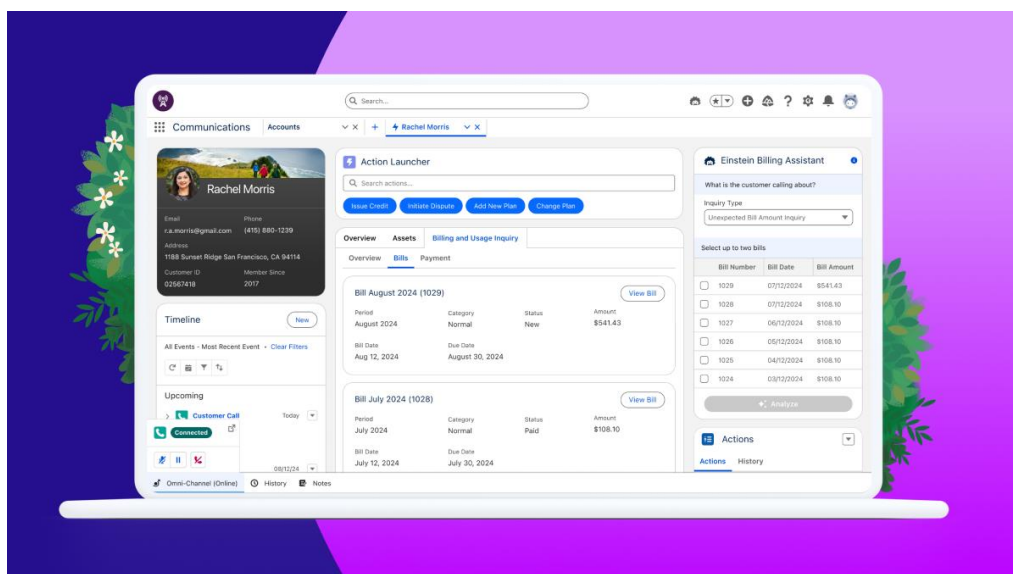 Search...
Communications
Accounts
Rachel Morris
Rachel Morris
Email
Phone
r.a.morris@gmail.com
(415) 880-1239
Address
1188 Sunset Ridge San Francisco, CA 94114
Customer ID
Member Since
02567418
2017
Timeline
New
All Events - Most Recent Event • Clear Filters
Upcoming
Customer Call
Today
Connected
08/12/24
Action Launcher
Search actions...
Issue Credit
Initiate Dispute
Add New Plan
Change Plan
Overview
Assets
Billing and Usage Inquiry
Overview
Bills
Payment
Bill August 2024 (1029)
View Bill
Period
Category
Status
Amount
August 2024
Normal
New
$541.43
Bill Date
Due Date
Aug 12, 2024
August 30, 2024
Bill July 2024 (1028)
View Bill
Period
Category
Status
Amount
July 2024
Normal
Paid
$108.10
Bill Date
Due Date
July 12, 2024
July 30, 2024
Einstein Billing Assistant
What is the customer calling about?
Inquiry Type
Unexpected Bill Amount Inquiry
Select up to two bills
Bill Number Bill Date Bill Amount
1029 07/12/2024 $541.43
1028 07/12/2024 $108.10
1027 06/12/2024 $108.10
1026 05/12/2024 $108.10
1025 04/12/2024 $108.10
1024 03/12/2024 $108.10
Analyze
Actions
Actions
History
Omni-Channel (Online)
History
Notes